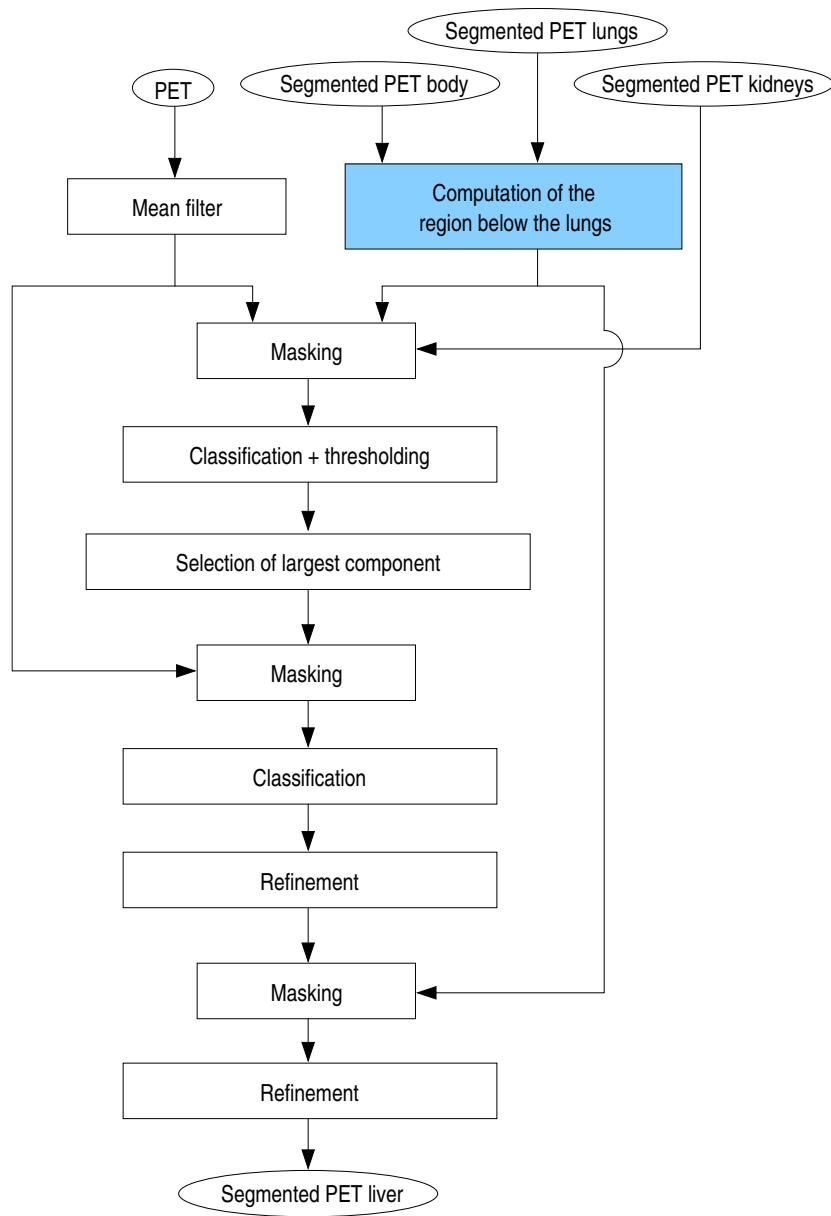 Segmented PET lungs
Segmented PET body
Segmented PET kidneys
PET
Mean filter
Computation of the
region below the lungs
Masking
Classification + thresholding
Selection of largest component
Masking
Classification
Refinement
Masking
Refinement
Segmented PET liver